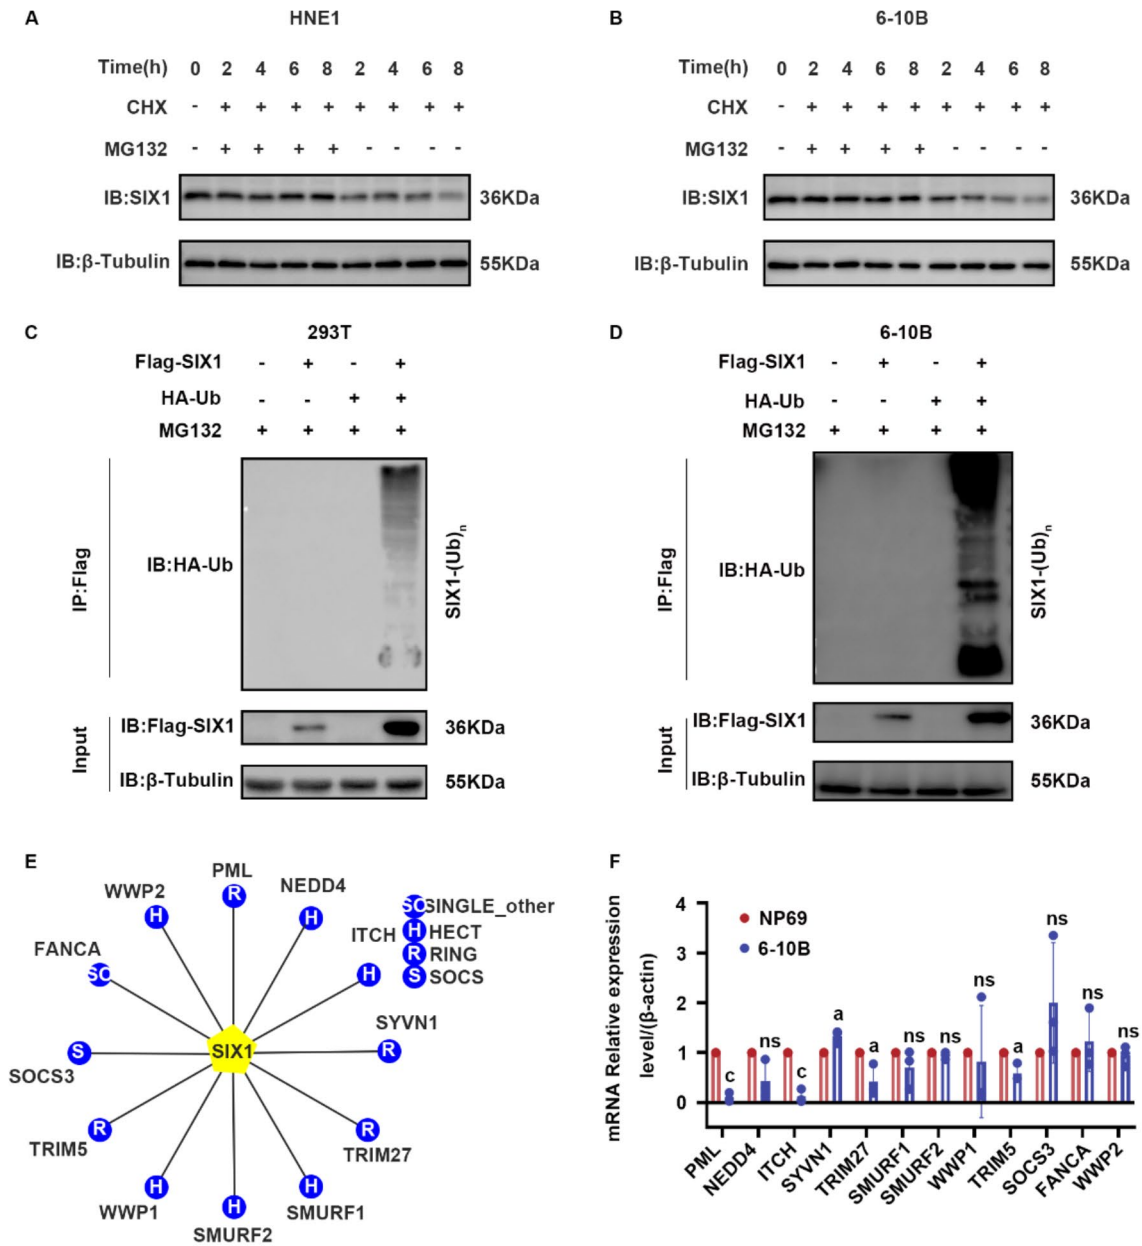 A
HNE1
Time(h) 0 2 4 6 8 2 4 6 8
CHX - + + + + + + + +
MG132 - + + + + - - - -
IB:SIX1 36KDa
IB:β-Tubulin 55KDa
B
6-10B
Time(h) 0 2 4 6 8 2 4 6 8
CHX - + + + + + + + +
MG132 - + + + + - - - -
IB:SIX1 36KDa
IB:β-Tubulin 55KDa
C
293T
Flag-SIX1 - + - +
HA-Ub - - + +
MG132 + + + +
IP:Flag
IB:HA-Ub
SIX1-(Ub)n
Input
IB:Flag-SIX1 36KDa
IB:β-Tubulin 55KDa
D
6-10B
Flag-SIX1 - + - +
HA-Ub - - + +
MG132 + + + +
IP:Flag
IB:HA-Ub
SIX1-(Ub)n
Input
IB:Flag-SIX1 36KDa
IB:β-Tubulin 55KDa
E
PML
R
NEDD4
H
ITCH
H
SYVN1
R
TRIM27
R
SMURF1
H
SMURF2
H
WWP1
H
TRIM5
R
SOCS3
S
FANCA
SO
WWP2
H
SIX1
SO SINGLE_other
H HECT
R RING
S SOCS
F
mRNA Relative expression
level/(β-actin)
4
3
2
1
0
NP69
6-10B
c ns c a a ns ns ns a ns ns ns
PML NEDD4 ITCH SYVN1 TRIM27 SMURF1 SMURF2 WWP1 TRIM5 SOCS3 FANCA WWP2